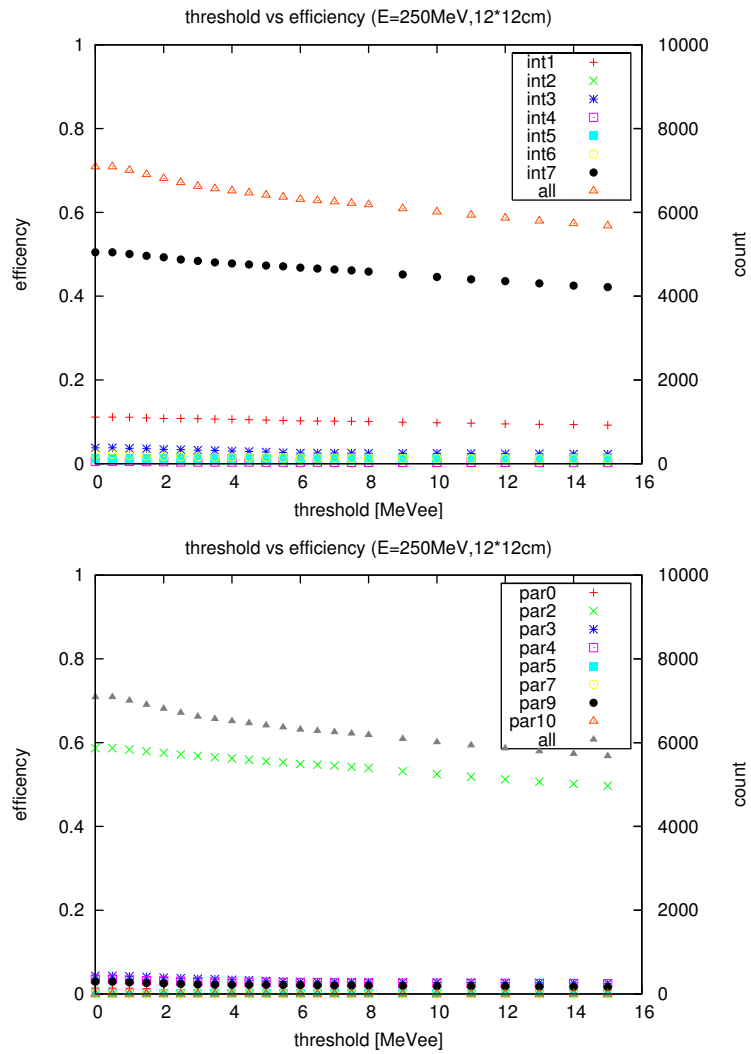 threshold vs efficiency (E=250MeV,12*12cm)
1
10000
int1
int2
0.8
8000
int3
int4
int5
int6
int7
all
0.6
6000
efficency
count
0.4
4000
0.2
2000
0
0
0 2 4 6 8 10 12 14 16
threshold [MeVee]
threshold vs efficiency (E=250MeV,12*12cm)
1
10000
par0
par2
0.8
8000
par3
par4
par5
par7
par9
par10
all
0.6
6000
efficency
count
0.4
4000
0.2
2000
0
0
0 2 4 6 8 10 12 14 16
threshold [MeVee]